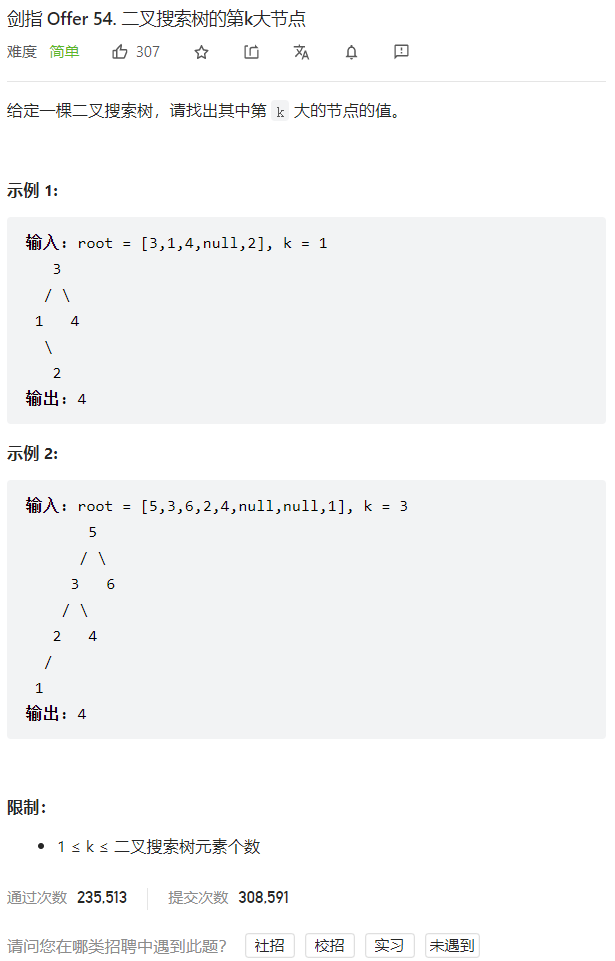 剑指 Offer 54. 二叉搜索树的第k大节点
难度 简单 307
给定一棵二叉搜索树，请找出其中第 k 大的节点的值。
示例 1:
输入: root = [3,1,4,null,2], k = 1
3
/ \
1 4
\
2
输出: 4
示例 2:
输入: root = [5,3,6,2,4,null,null,1], k = 3
5
/ \
3 6
/ \
2 4
/
1
输出: 4
限制：
• 1 ≤ k ≤ 二叉搜索树元素个数
通过次数 235,513 提交次数 308,591
请问您在哪类招聘中遇到此题？ 社招 校招 实习 未遇到